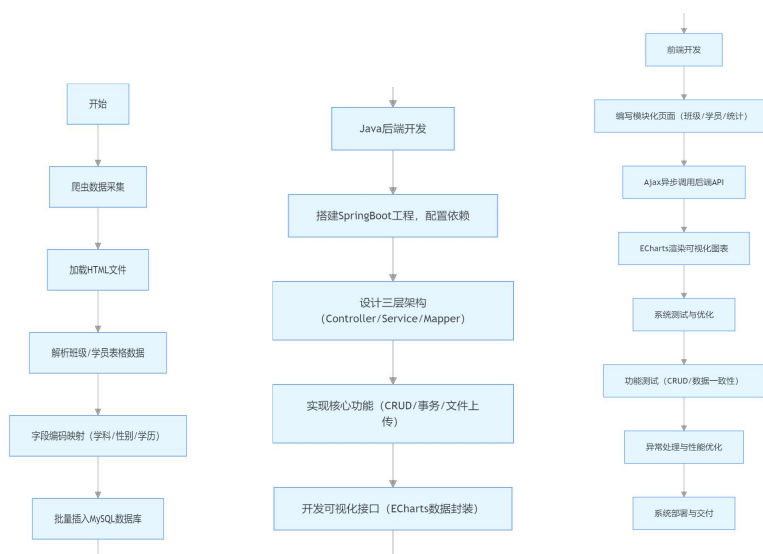 开始
爬虫数据采集
加载HTML文件
解析班级/学员表格数据
字段编码映射（学科/性别/学历）
批量插入MySQL数据库
Java后端开发
搭建SpringBoot工程，配置依赖
设计三层架构
（Controller/Service/Mapper）
实现核心功能（CRUD/事务/文件上
传）
开发可视化接口（ECharts数据封装）
前端开发
编写模块化页面（班级/学员/统计）
Ajax异步调用后端API
ECharts渲染可视化图表
系统测试与优化
功能测试（CRUD/数据一致性）
异常处理与性能优化
系统部署与交付